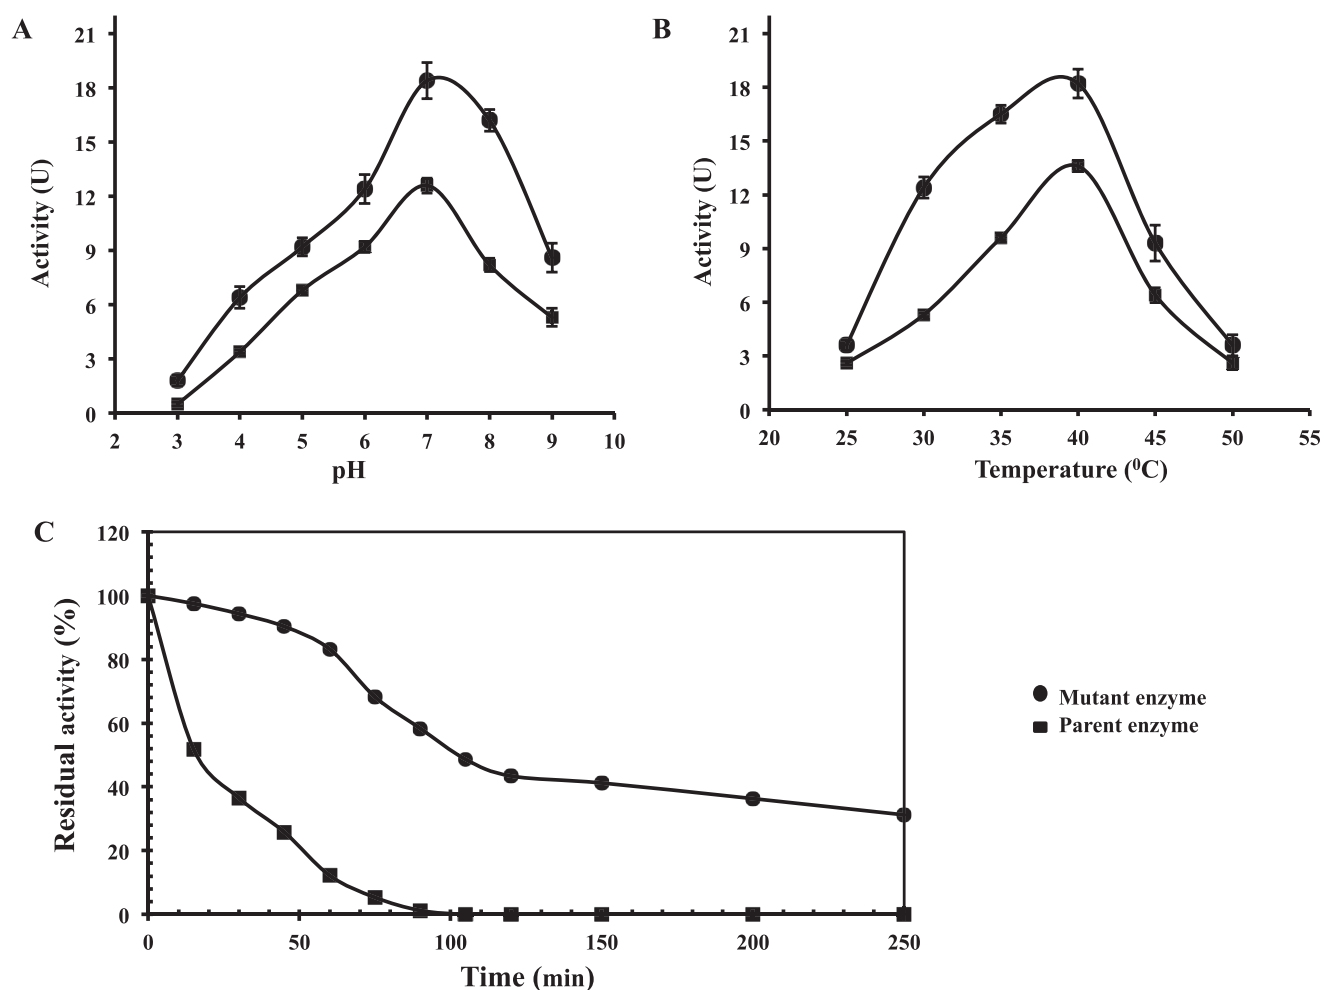 A
21
18
15
12
9
6
3
0
Activity (U)
2 3 4 5 6 7 8 9 10
pH
B
21
18
15
12
9
6
3
0
Activity (U)
20 25 30 35 40 45 50 55
Temperature (⁰C)
C
120
100
80
60
40
20
0
Residual activity (%)
0 50 100 150 200 250
Time (min)
Mutant enzyme
Parent enzyme